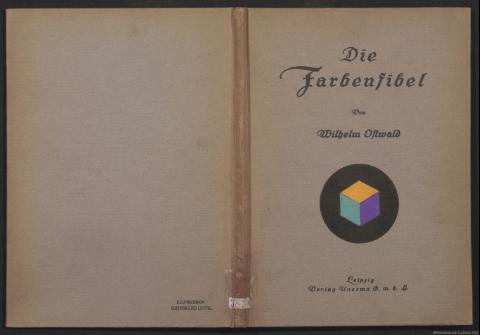 Die
Farbenfibel
Von
Wilhelm Ostwald
Leipzig
Verlag Unesma G. m. b. H